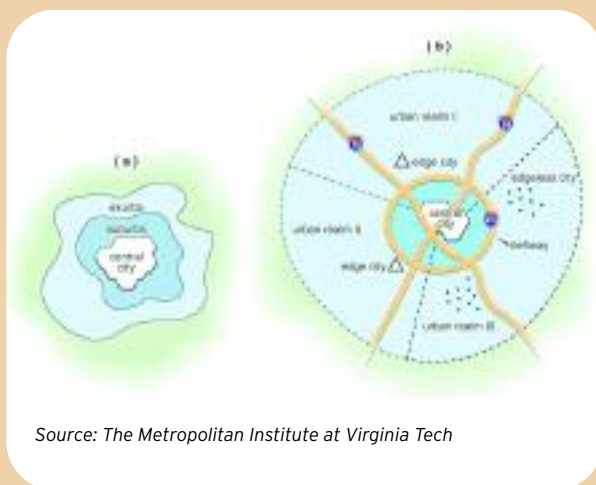 (a)
exurbs
suburbs
central
city
(b)
urban realm I
edge city
edgeless city
central
city
urban realm II
beltway
edge city
urban realm III
Source: The Metropolitan Institute at Virginia Tech